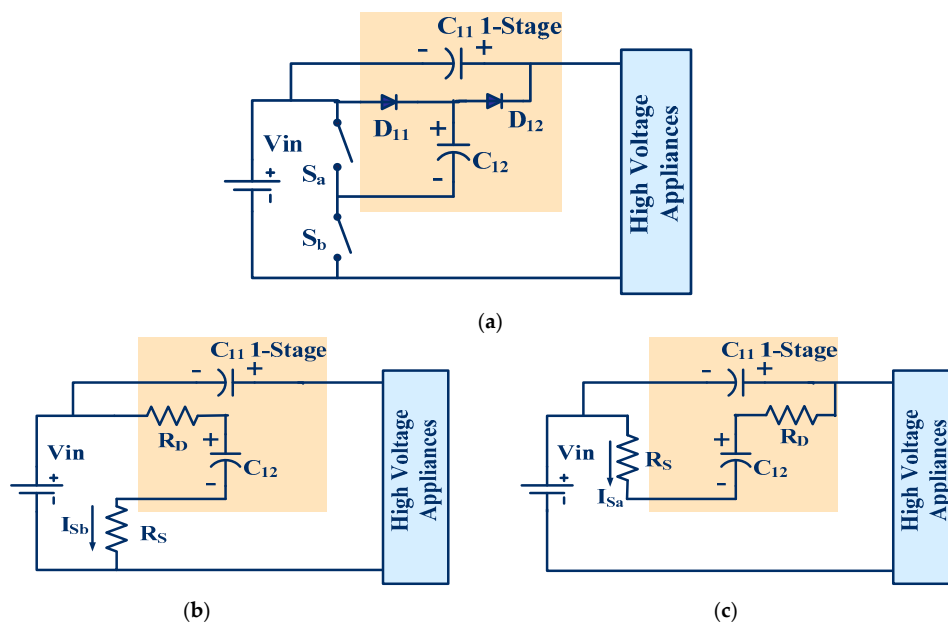 C11 1-Stage
- +
D11
D12
Vin
+
-
Sa
+
C12
-
Sb
High Voltage
Appliances
(a)
C11 1-Stage
- +
RD
+
C12
-
Vin
+
-
ISb
RS
High Voltage
Appliances
(b)
C11 1-Stage
- +
RD
+
C12
-
Vin
+
-
RS
ISa
High Voltage
Appliances
(c)